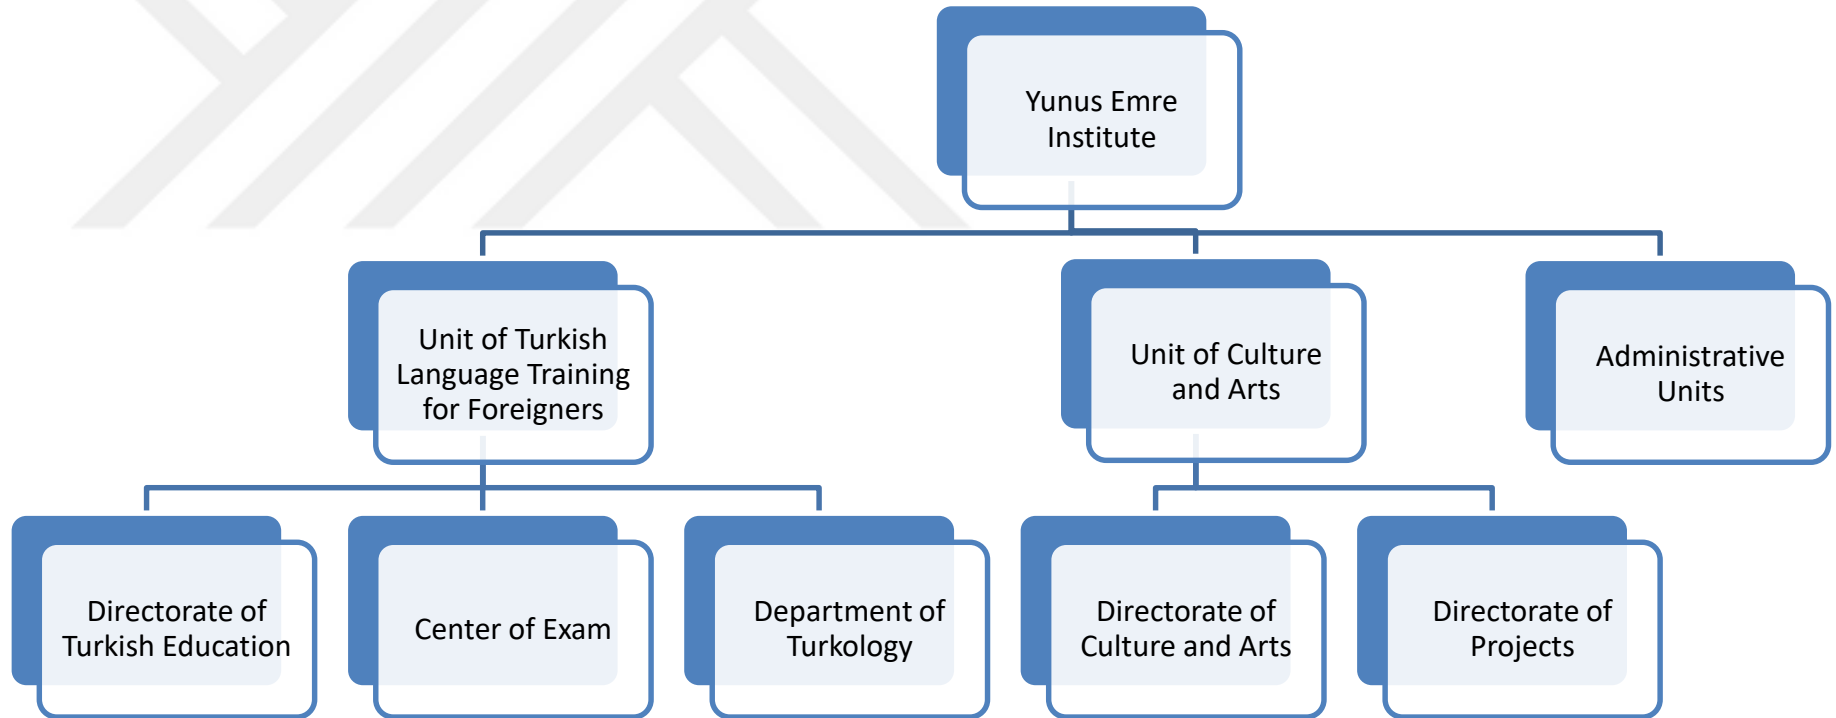 Yunus Emre
Institute
Unit of Turkish
Language Training
for Foreigners
Unit of Culture
and Arts
Administrative
Units
Directorate of
Turkish Education
Center of Exam
Department of
Turkology
Directorate of
Culture and Arts
Directorate of
Projects